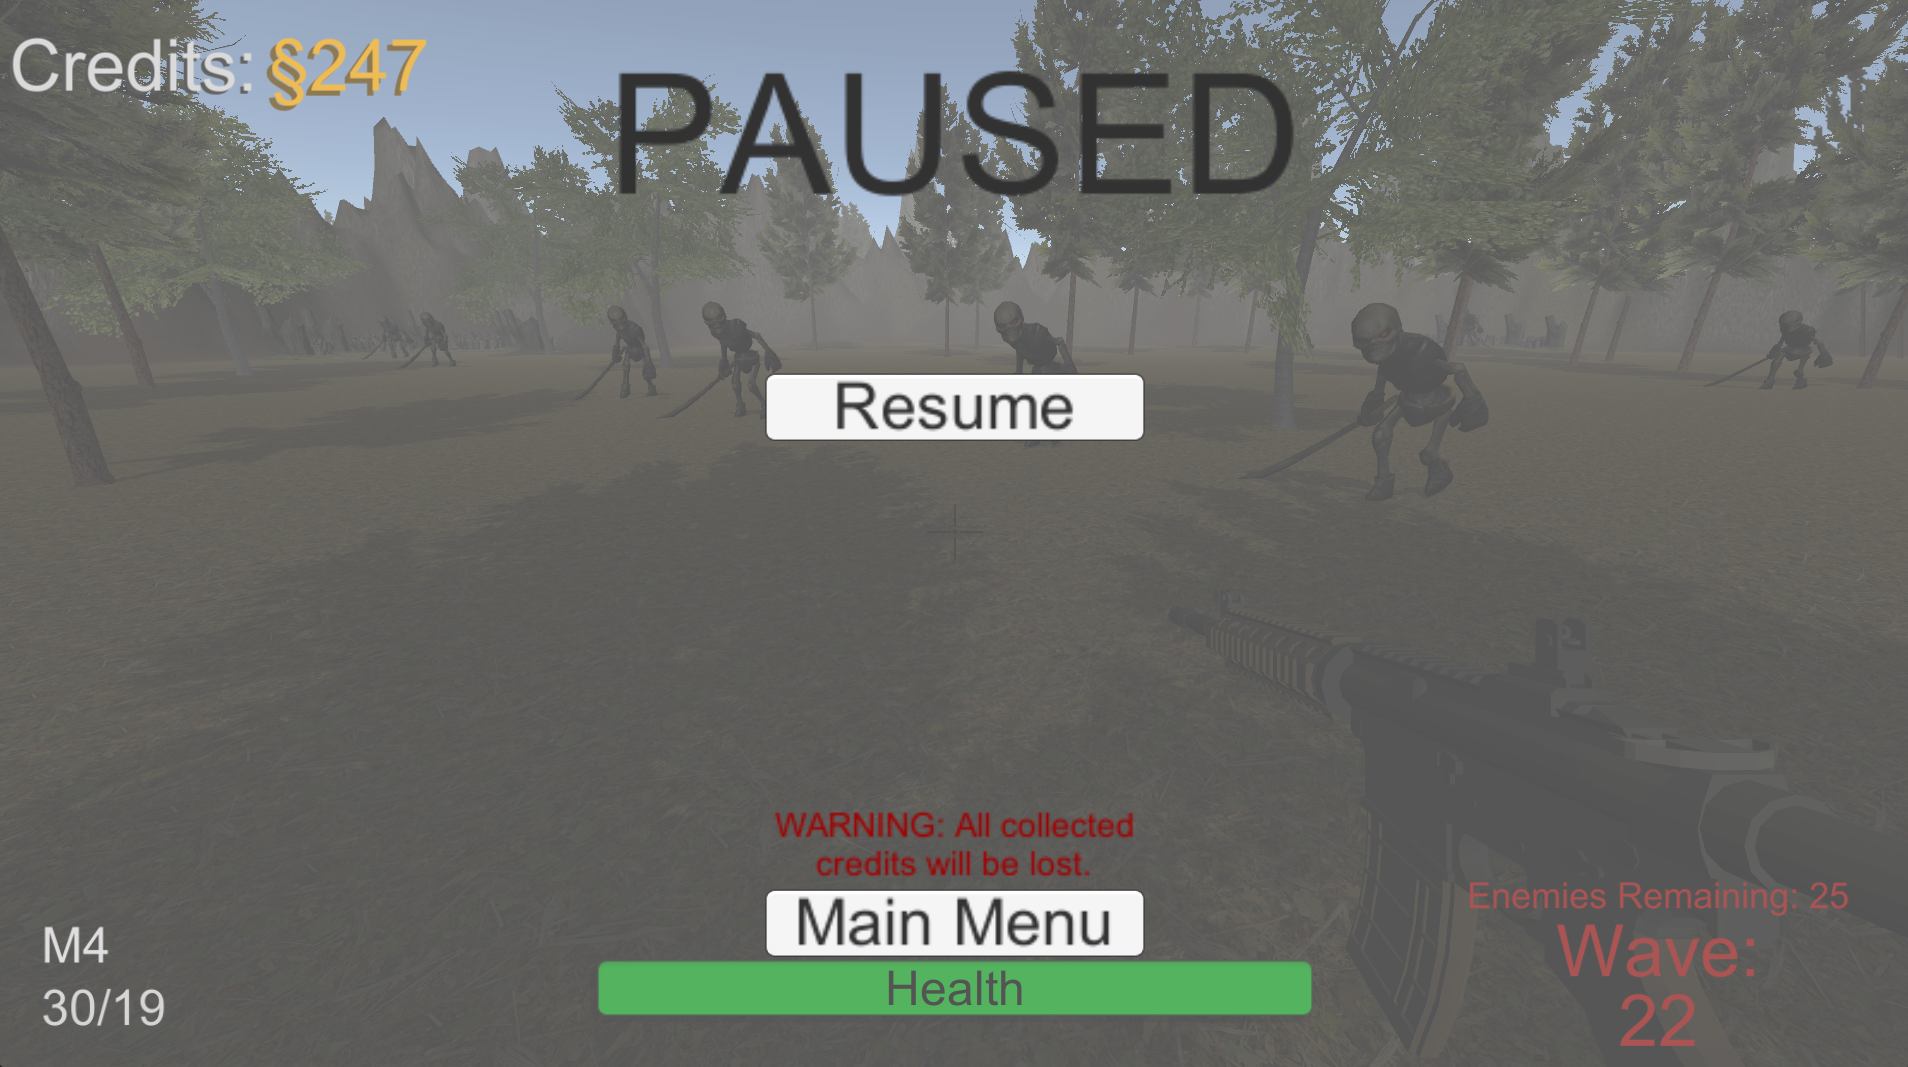 Credits: §247
PAUSED
Resume
WARNING: All collected
credits will be lost.
Main Menu
Health
M4
30/19
Enemies Remaining: 25
Wave:
22